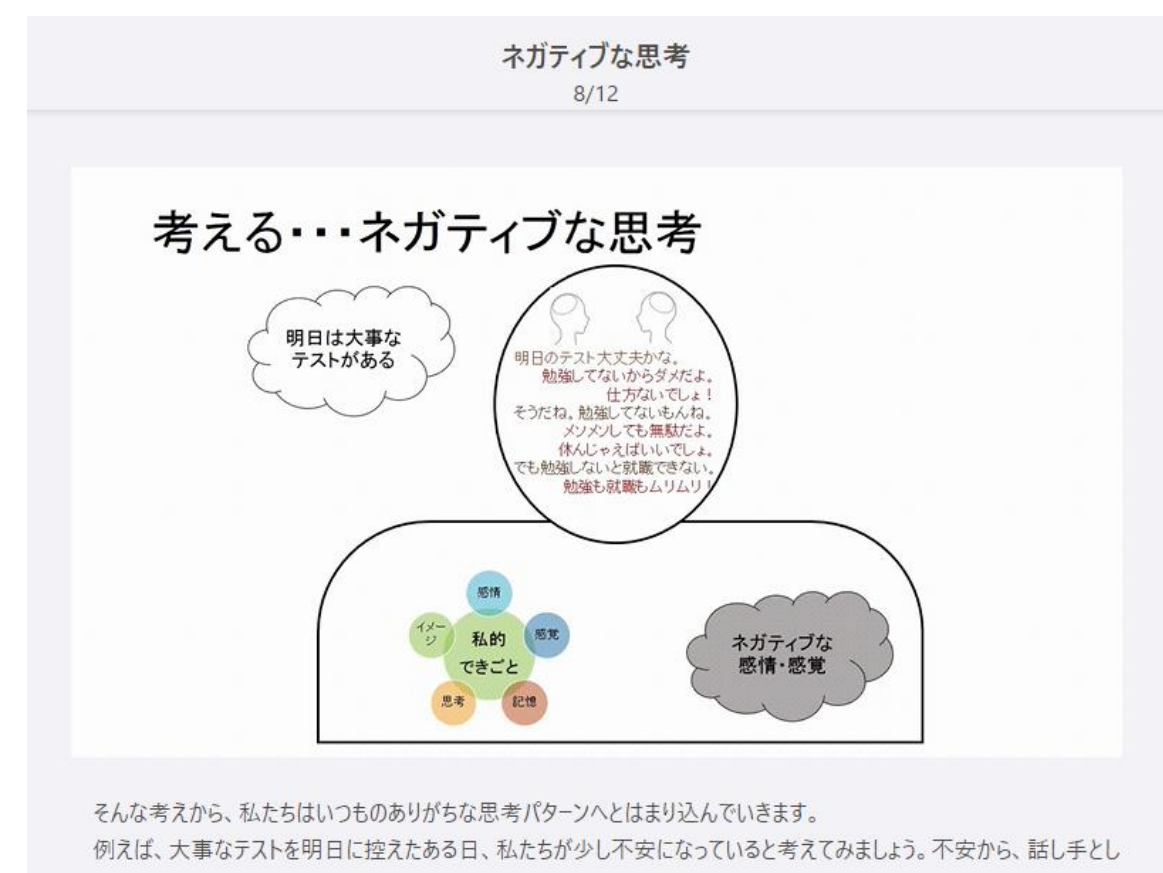 ネガティブな思考
8/12
考える・・・ネガティブな思考
明日は大事な
テストがある
明日のテスト大丈夫かな。
勉強してないからダメだよ。
仕方ないでしょ！
そうだね。勉強してないもんね。
メソメソしても無駄だよ。
休んじゃえばいいでしょ。
でも勉強しないと就職できない。
勉強も就職もムリムリ！
感情
イメー
ジ
私的
できごと
感覚
思考
記憶
ネガティブな
感情・感覚
そんな考えから、私たちはいつものありがちな思考パターンへとはまり込んでいきます。
例えば、大事なテストを明日に控えたある日、私たちが少し不安になっていると考えてみましょう。不安から、話し手とし